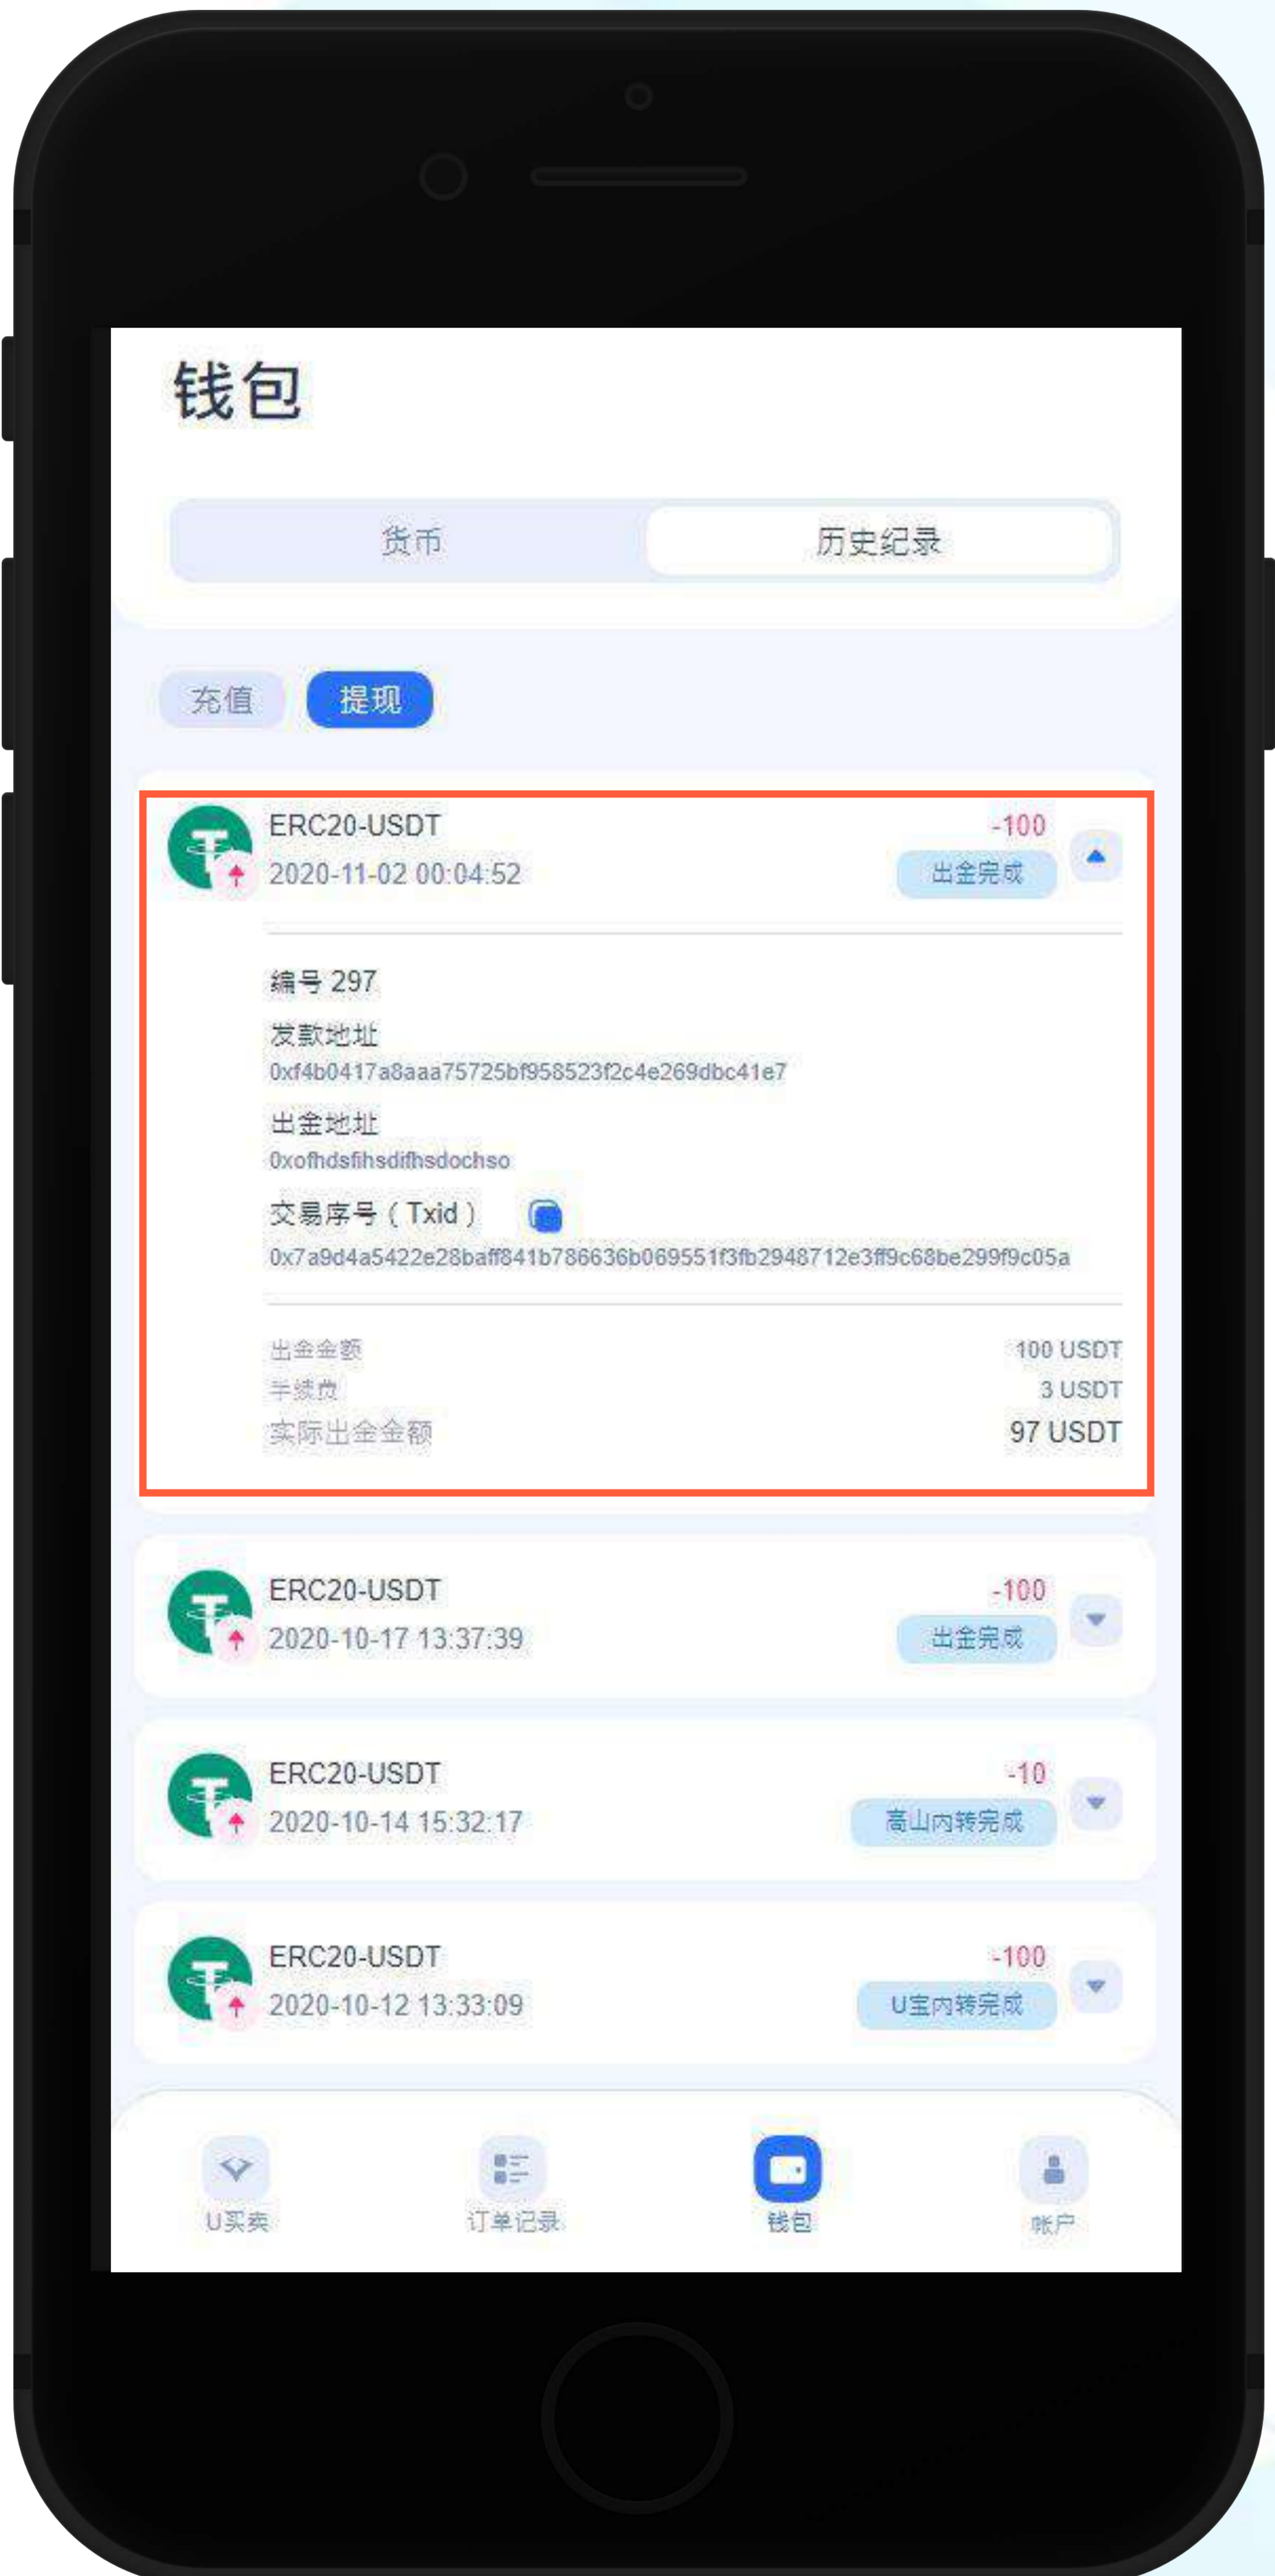 钱包
货币
历史纪录
充值
提现
ERC20-USDT
-100
2020-11-02 00:04:52
出金完成
编号 297
发款地址
0xf4b0417a8aaa75725bf958523f2c4e269dbc41e7
出金地址
0xofhdsfihsdifhsdochso
交易序号 ( Txid )
0x7a9d4a5422e28baff841b786636b069551f3fb2948712e3ff9c68be299f9c05a
出金金额
100 USDT
手续费
3 USDT
实际出金金额
97 USDT
ERC20-USDT
-100
2020-10-17 13:37:39
出金完成
ERC20-USDT
-10
2020-10-14 15:32:17
高山内转完成
ERC20-USDT
-100
2020-10-12 13:33:09
U宝内转完成
U买卖
订单记录
钱包
帐户